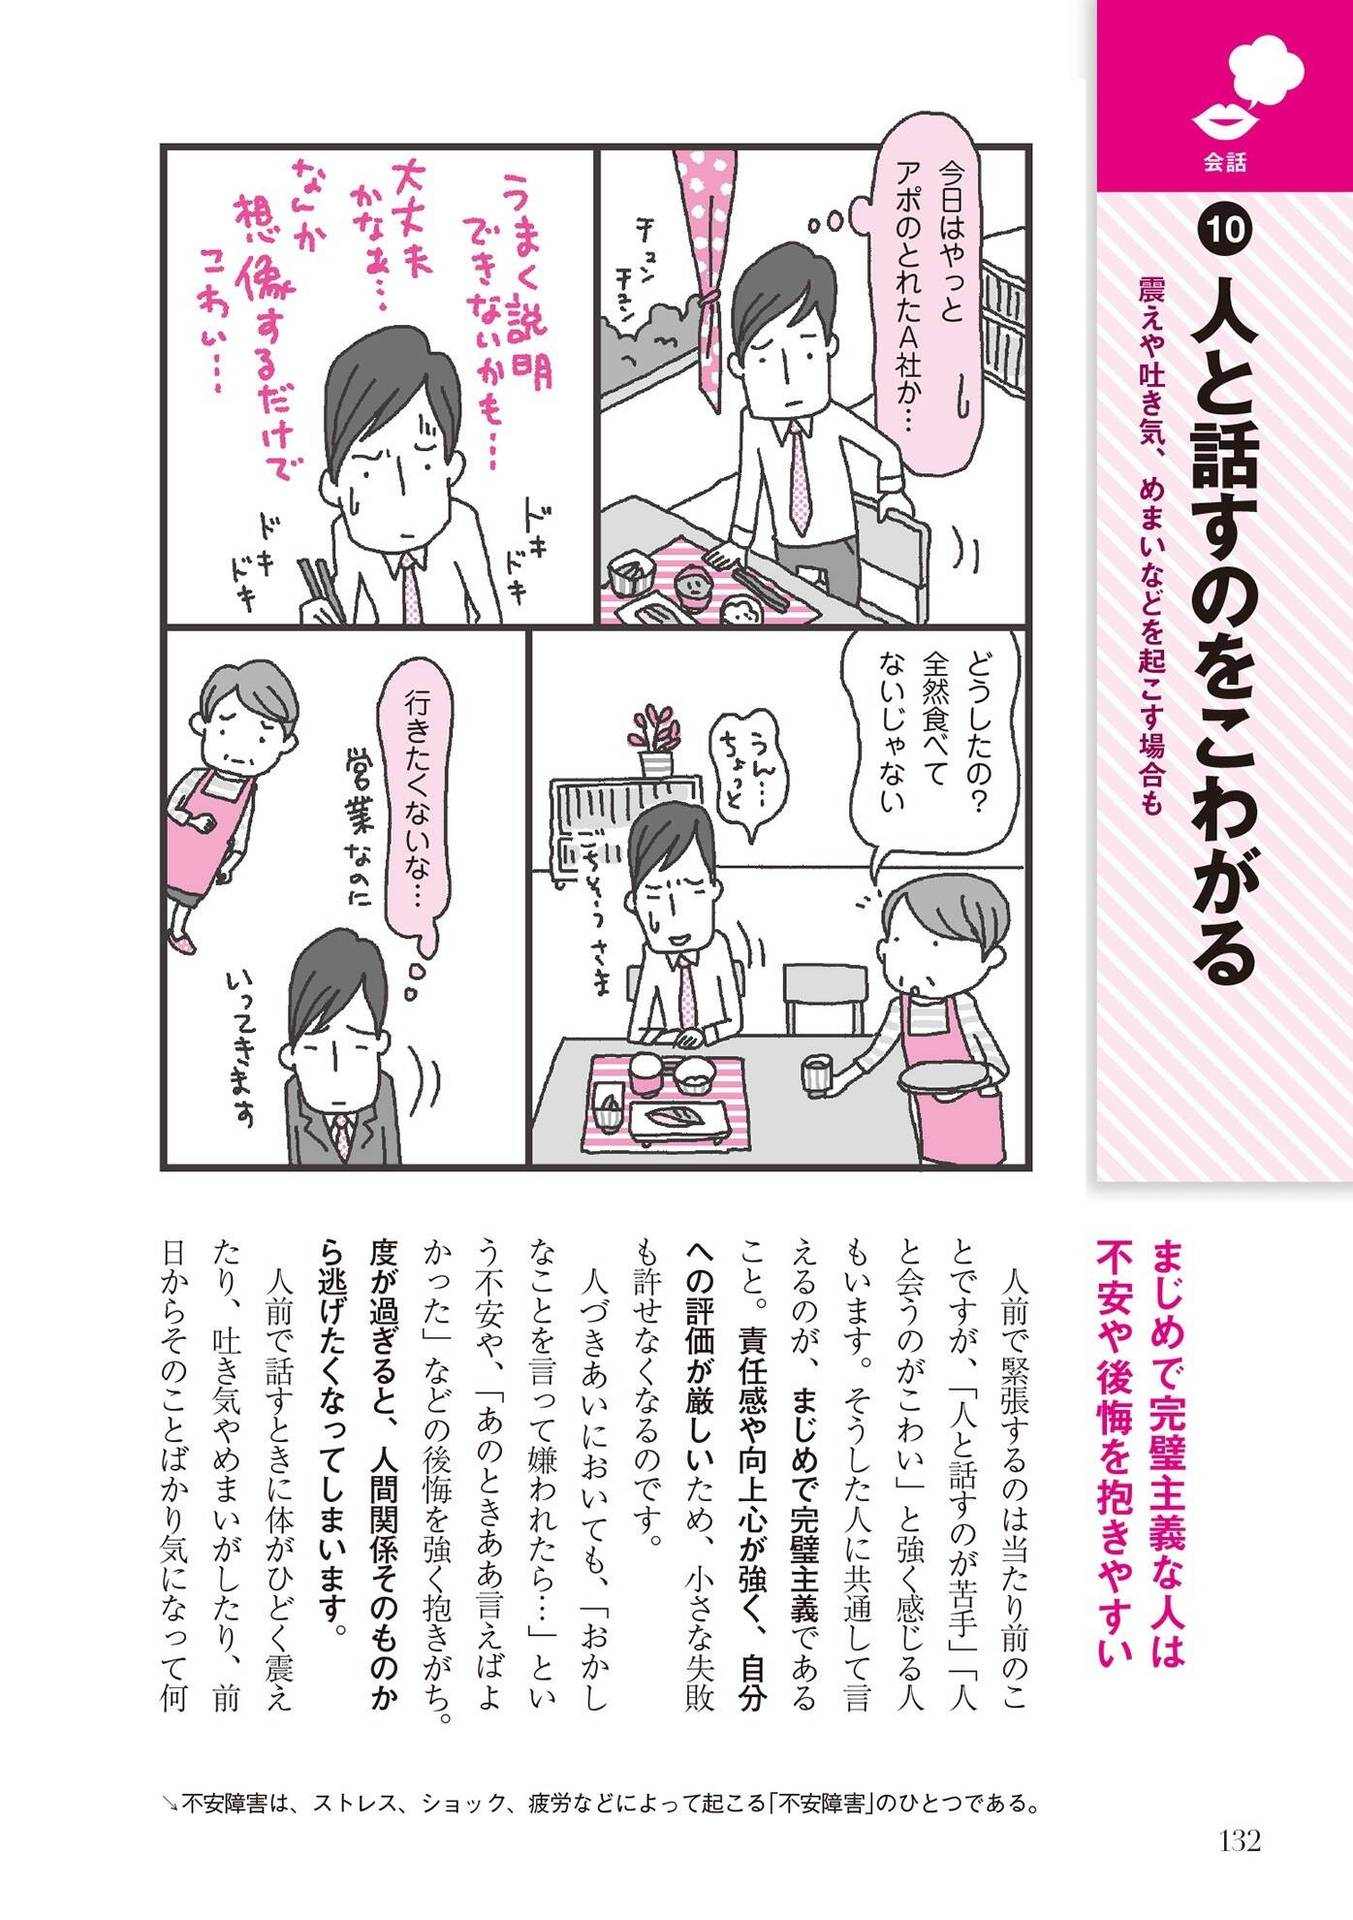 会話
10
人と話すのをこわがる
震えや吐き気、めまいなどを起こす場合も
今日はやっと
アポのとれたA社か…
チュン
チュン
うまく説明
できないかも…
大丈夫
かなぁ…
なんか
想像するだけで
こわい…
ドキ
ドキ
ドキ
ドキ
どうしたの?
全然食べて
ないじゃない
うん…
ちょっと
ごちそうさま
行きたくないな…
営業なのに
いってきます
まじめで完璧主義な人は
不安や後悔を抱きやすい
人前で緊張するのは当たり前のこ
とですが、「人と話すのが苦手」「人
と会うのがこわい」と強く感じる人
もいます。そうした人に共通して言
えるのが、まじめで完璧主義である
こと。責任感や向上心が強く、自分
への評価が厳しいため、小さな失敗
も許せなくなるのです。
人づきあいにおいても、「おかし
なことを言って嫌われたら…」とい
う不安や、「あのときああ言えばよ
かった」などの後悔を強く抱きがち。
度が過ぎると、人間関係そのものか
ら逃げたくなってしまいます。
人前で話すときに体がひどく震え
たり、吐き気やめまいがしたり、前
日からそのことばかり気になって何
↘不安障害は、ストレス、ショック、疲労などによって起こる「不安障害」のひとつである。
132